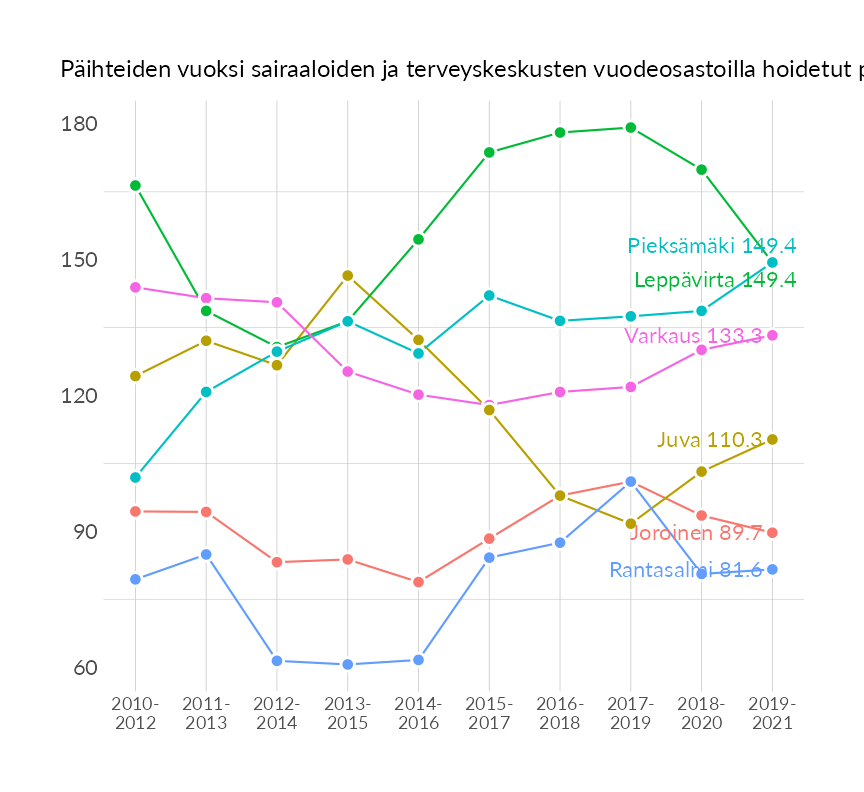 Päihteiden vuoksi sairaaloiden ja terveyskeskusten vuodeosastoilla hoidetut
180
150
120
90
60
Pieksämäki 149.4
Leppävirta 149.4
Varkaus 133.3
Juva 110.3
Joroinen 89.7
Rantasalmi 81.6
2010- 2011- 2012- 2013- 2014- 2015- 2016- 2017- 2018- 2019-
2012 2013 2014 2015 2016 2017 2018 2019 2020 2021